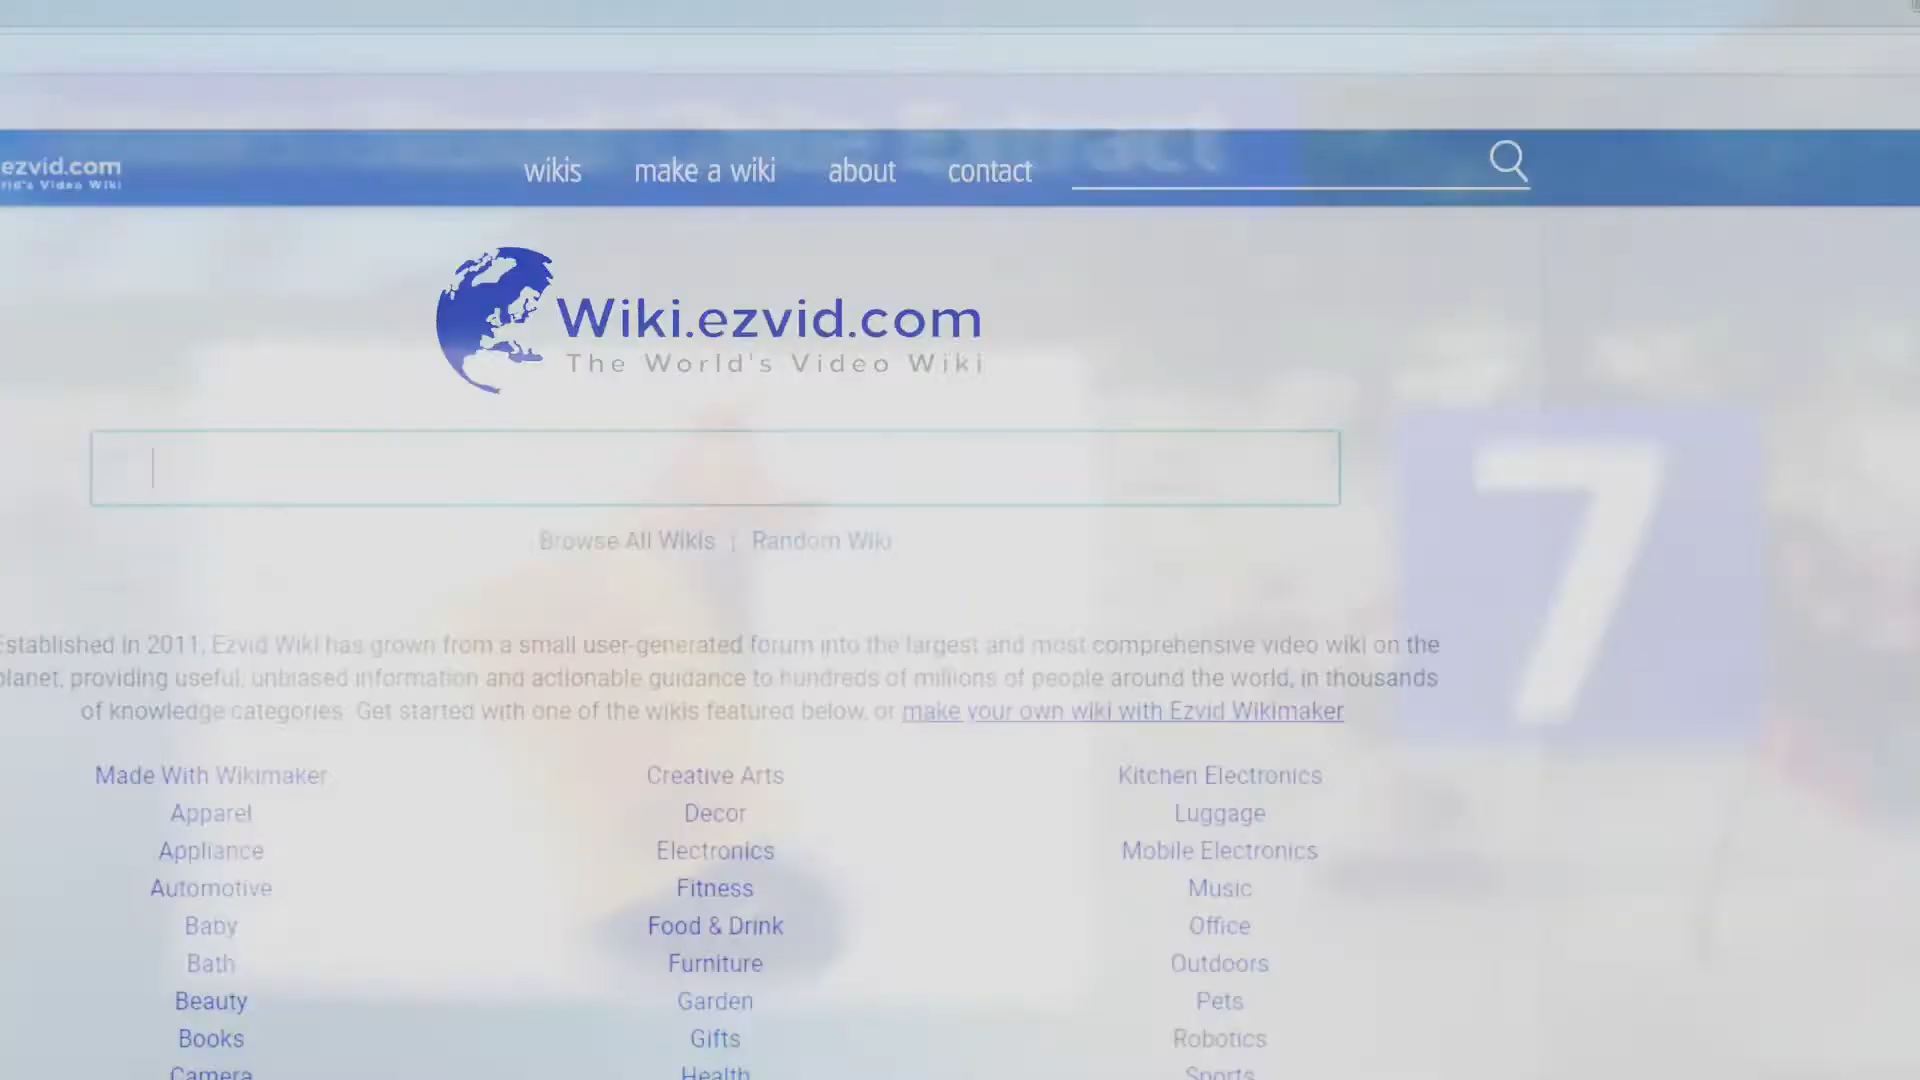 Extract
ezvid.com
wikis make a wiki about contact
Wiki.ezvid.com
The World's Video Wiki
7
Browse All Wikis | Random Wiki
Established in 2011, Ezvid Wiki has grown from a small user-generated forum into the largest and most comprehensive video wiki on the
planet, providing useful, unbiased information and actionable guidance to hundreds of millions of people around the world, in thousands
of knowledge categories. Get started with one of the wikis featured below, or make your own wiki with Ezvid Wikimaker
Made With Wikimaker Creative Arts Kitchen Electronics
Apparel Decor Luggage
Appliance Electronics Mobile Electronics
Automotive Fitness Music
Baby Food & Drink Office
Bath Furniture Outdoors
Beauty Garden Pets
Books Gifts Robotics
Camera Health Sports